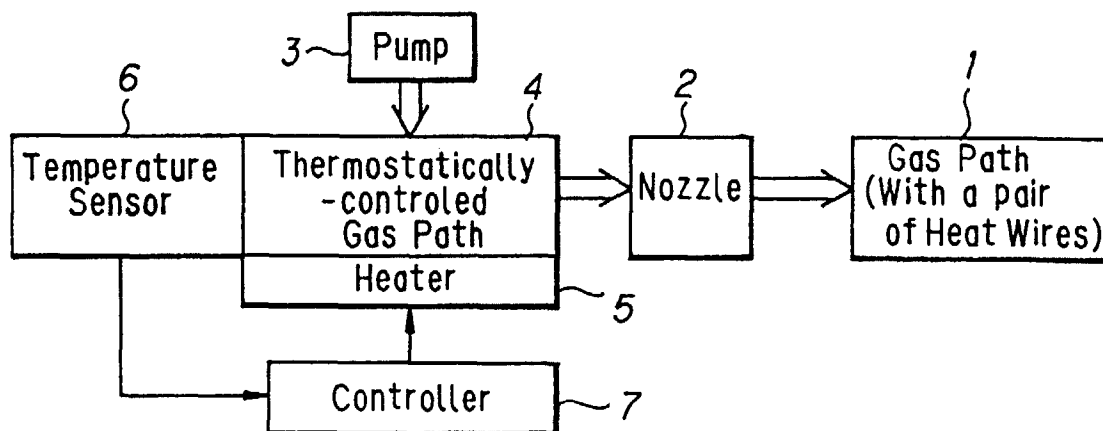 3
Pump
6
4
2
1
Temperature
Sensor
Thermostatically
-controled
Gas Path
Nozzle
Gas Path
(With a pair
of Heat Wires)
Heater
5
Controller
7